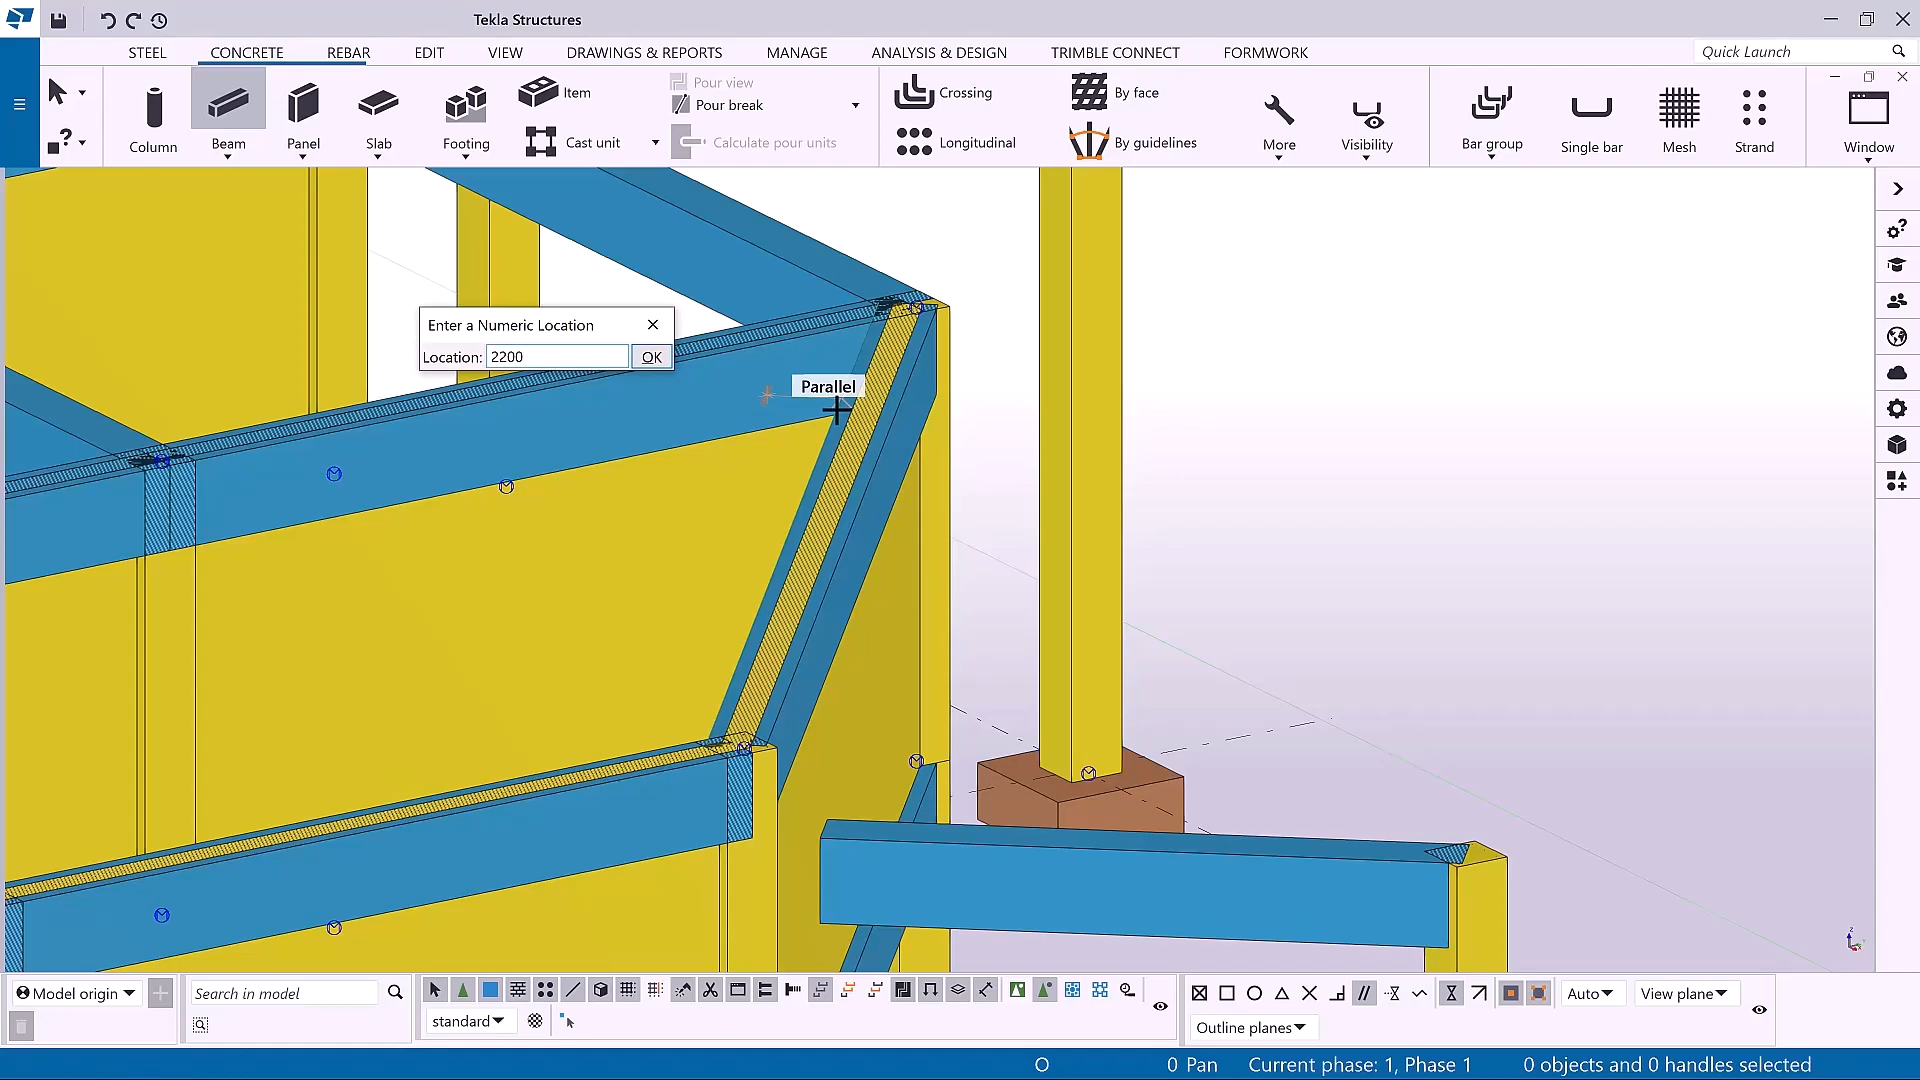 Tekla Structures
STEEL CONCRETE REBAR EDIT VIEW DRAWINGS & REPORTS MANAGE ANALYSIS & DESIGN TRIMBLE CONNECT FORMWORK
Quick Launch
Column
Beam
Panel
Slab
Footing
Item
Cast unit
Pour view
Pour break
Calculate pour units
Crossing
Longitudinal
By face
By guidelines
More
Visibility
Bar group
Single bar
Mesh
Strand
Window
Enter a Numeric Location
Location: 2200 OK
Parallel
Model origin
Search in model
standard
Auto
View plane
Outline planes
O 0 Pan Current phase: 1, Phase 1 0 objects and 0 handles selected